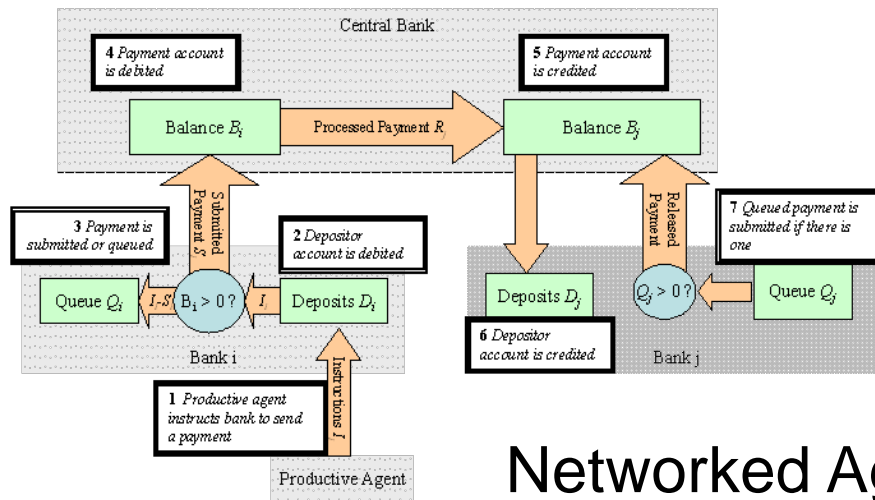 Central Bank
4 Payment account
is debited
5 Payment account
is credited
Balance Bi
Processed Payment Rj
Balance Bj
Submitted
Payment S
Released
Payment
3 Payment is
submitted or queued
2 Depositor
account is debited
7 Queued payment is
submitted if there is
one
Queue Qi
Bi > 0 ?
Deposits Di
Deposits Dj
Qj > 0 ?
Queue Qj
Bank i
6 Depositor
account is credited
Bank j
1 Productive agent
instructs bank to send
a payment
Instructions I
Productive Agent
Networked Ag